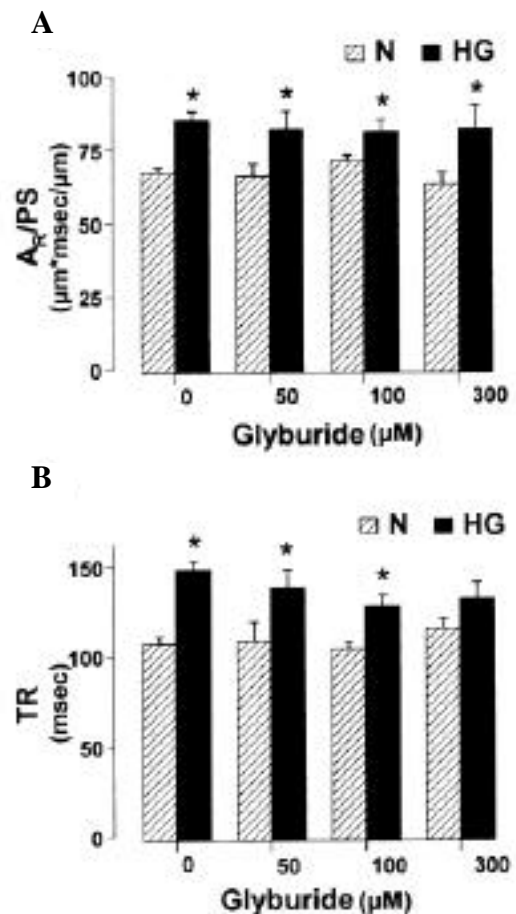 A
N HG
100
75
50
25
0
A_R/PS
(µm*msec/µm)
* * * *
0 50 100 300
Glyburide (µM)
B
N HG
150
100
50
0
TR
(msec)
* * *
0 50 100 300
Glyburide (µM)